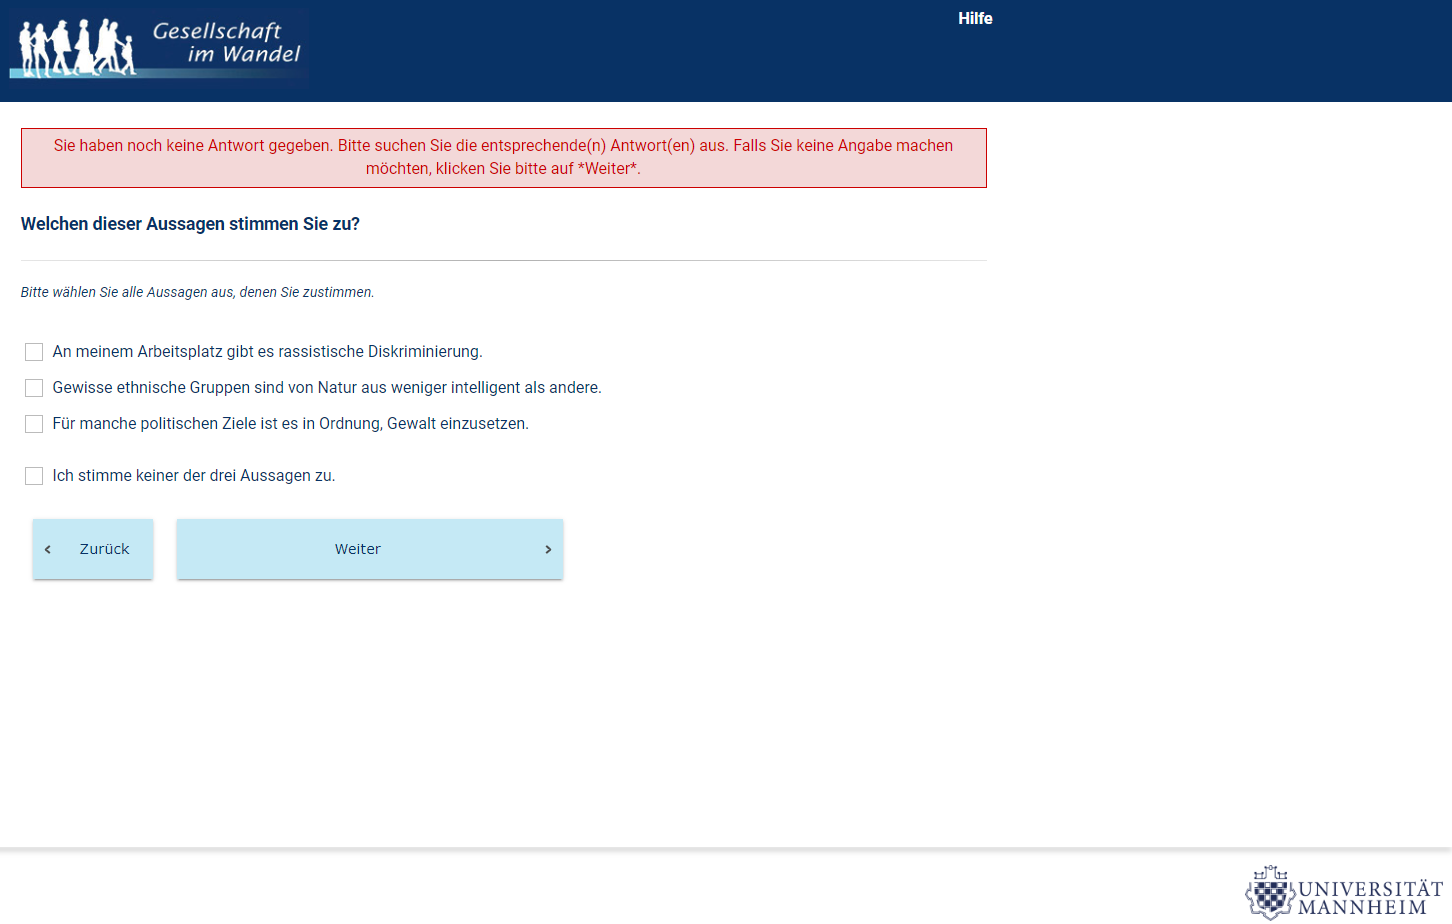 Gesellschaft
im Wandel
Hilfe
Sie haben noch keine Antwort gegeben. Bitte suchen Sie die entsprechende(n) Antwort(en) aus. Falls Sie keine Angabe machen
möchten, klicken Sie bitte auf *Weiter*.
Welchen dieser Aussagen stimmen Sie zu?
Bitte wählen Sie alle Aussagen aus, denen Sie zustimmen.
An meinem Arbeitsplatz gibt es rassistische Diskriminierung.
Gewisse ethnische Gruppen sind von Natur aus weniger intelligent als andere.
Für manche politischen Ziele ist es in Ordnung, Gewalt einzusetzen.
Ich stimme keiner der drei Aussagen zu.
Zurück
Weiter
UNIVERSITÄT
MANNHEIM